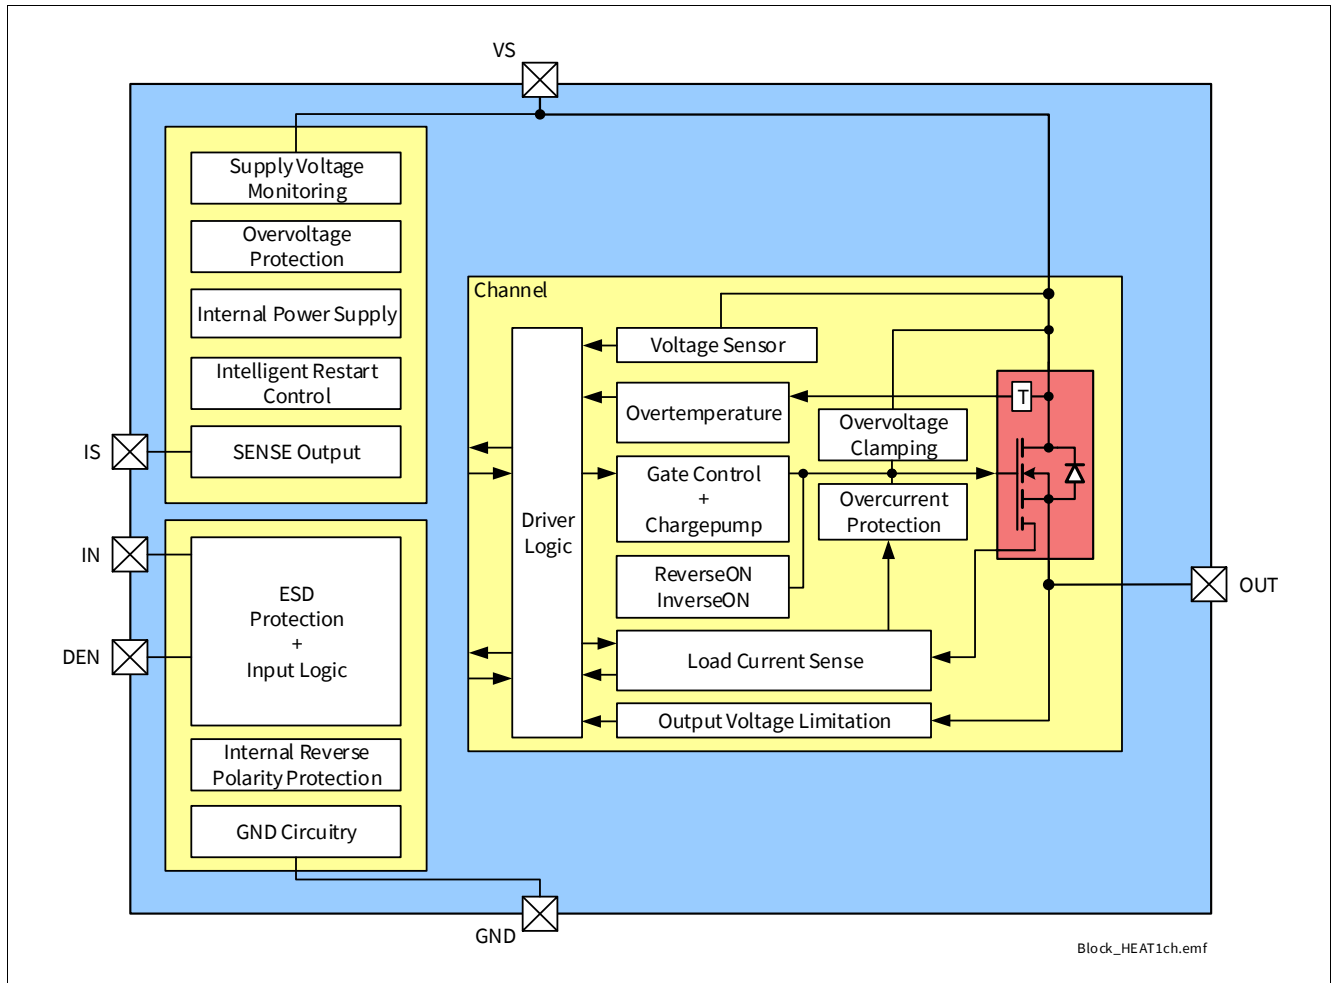 VS
Supply Voltage
Monitoring
Overvoltage
Protection
Internal Power Supply
Intelligent Restart
Control
SENSE Output
IS
IN
DEN
ESD
Protection
+
Input Logic
Internal Reverse
Polarity Protection
GND Circuitry
GND
Channel
Driver
Logic
Voltage Sensor
Overtemperature
Gate Control
+
Chargepump
ReverseON
InverseON
Overvoltage
Clamping
Overcurrent
Protection
Load Current Sense
Output Voltage Limitation
T
OUT
Block_HEAT1ch.emf